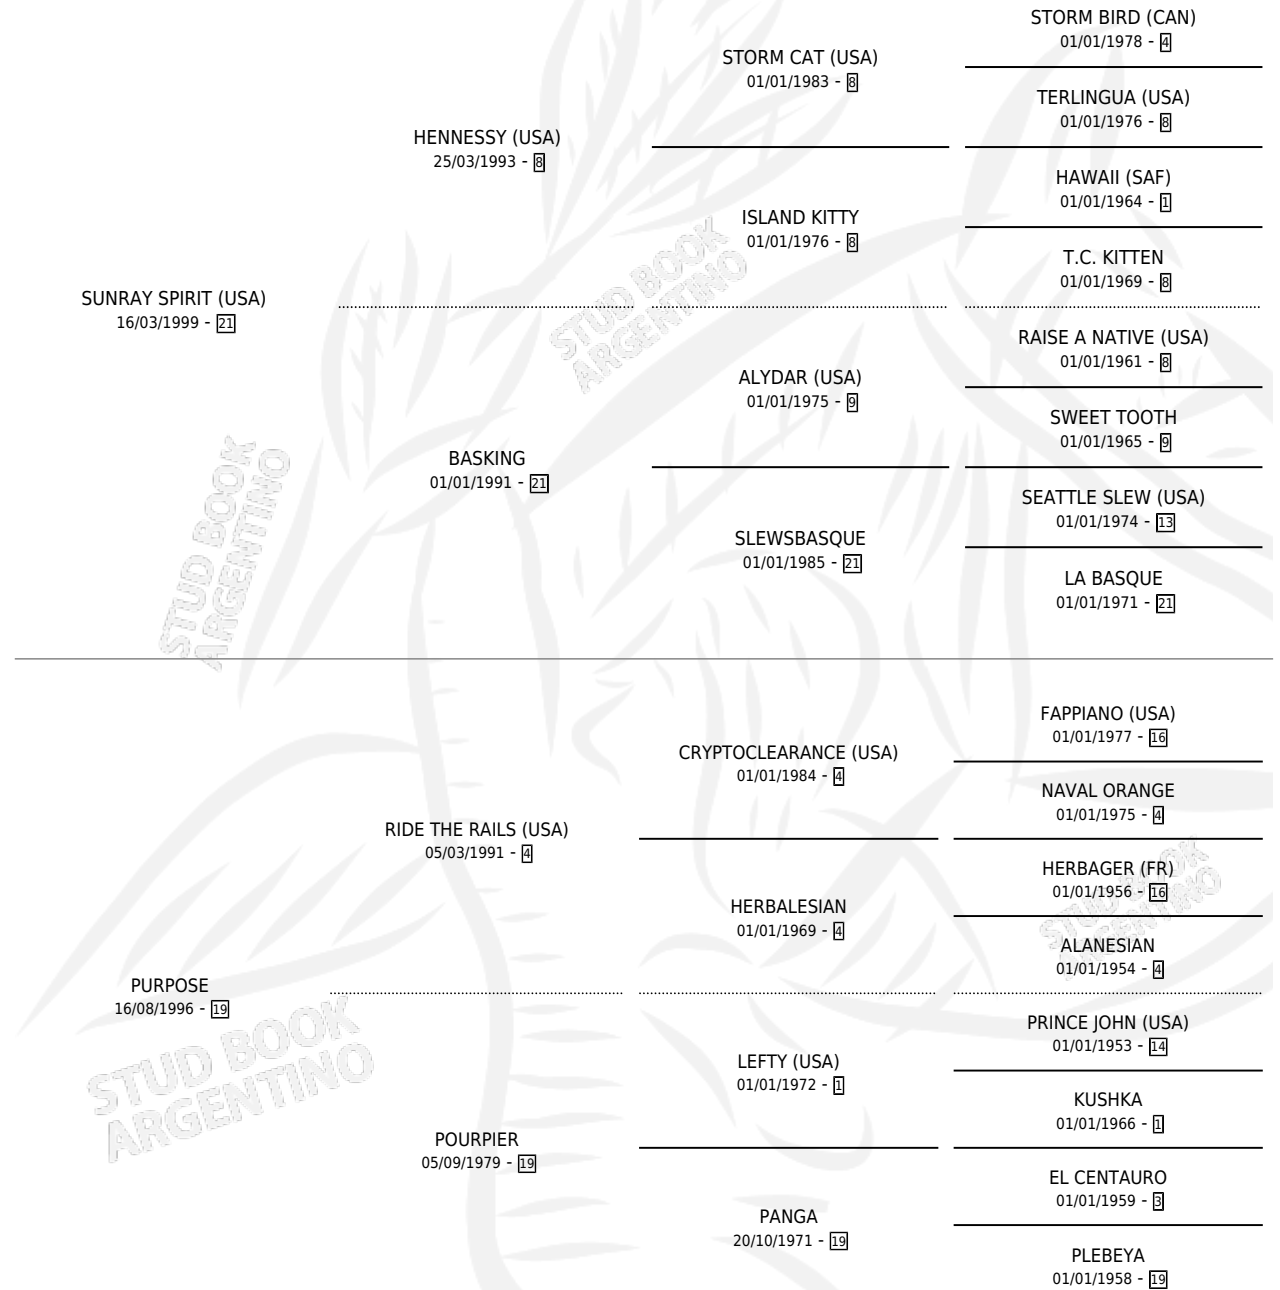 STORM BIRD (CAN)
01/01/1978 - 4
STORM CAT (USA)
01/01/1983 - 8
TERLINGUA (USA)
01/01/1976 - 8
HENNESSY (USA)
25/03/1993 - 8
HAWAII (SAF)
01/01/1964 - 1
ISLAND KITTY
01/01/1976 - 8
T.C. KITTEN
01/01/1969 - 8
SUNRAY SPIRIT (USA)
16/03/1999 - 21
RAISE A NATIVE (USA)
01/01/1961 - 8
ALYDAR (USA)
01/01/1975 - 9
SWEET TOOTH
01/01/1965 - 9
BASKING
01/01/1991 - 21
SEATTLE SLEW (USA)
01/01/1974 - 13
SLEWSBASQUE
01/01/1985 - 21
LA BASQUE
01/01/1971 - 21
FAPPIANO (USA)
01/01/1977 - 16
CRYPTOCLEARANCE (USA)
01/01/1984 - 4
NAVAL ORANGE
01/01/1975 - 4
RIDE THE RAILS (USA)
05/03/1991 - 4
HERBAGER (FR)
01/01/1956 - 16
HERBALESIAN
01/01/1969 - 4
ALANESIAN
01/01/1954 - 4
PURPOSE
16/08/1996 - 19
PRINCE JOHN (USA)
01/01/1953 - 14
LEFTY (USA)
01/01/1972 - 1
KUSHKA
01/01/1966 - 1
POURPIER
05/09/1979 - 19
EL CENTAURO
01/01/1959 - 3
PANGA
20/10/1971 - 19
PLEBEYA
01/01/1958 - 19
STUD BOOK
ARGENTINO
STUD BOOK
ARGENTINO
STUD BOOK
ARGENTINO
STUD BOOK
ARGENTINO